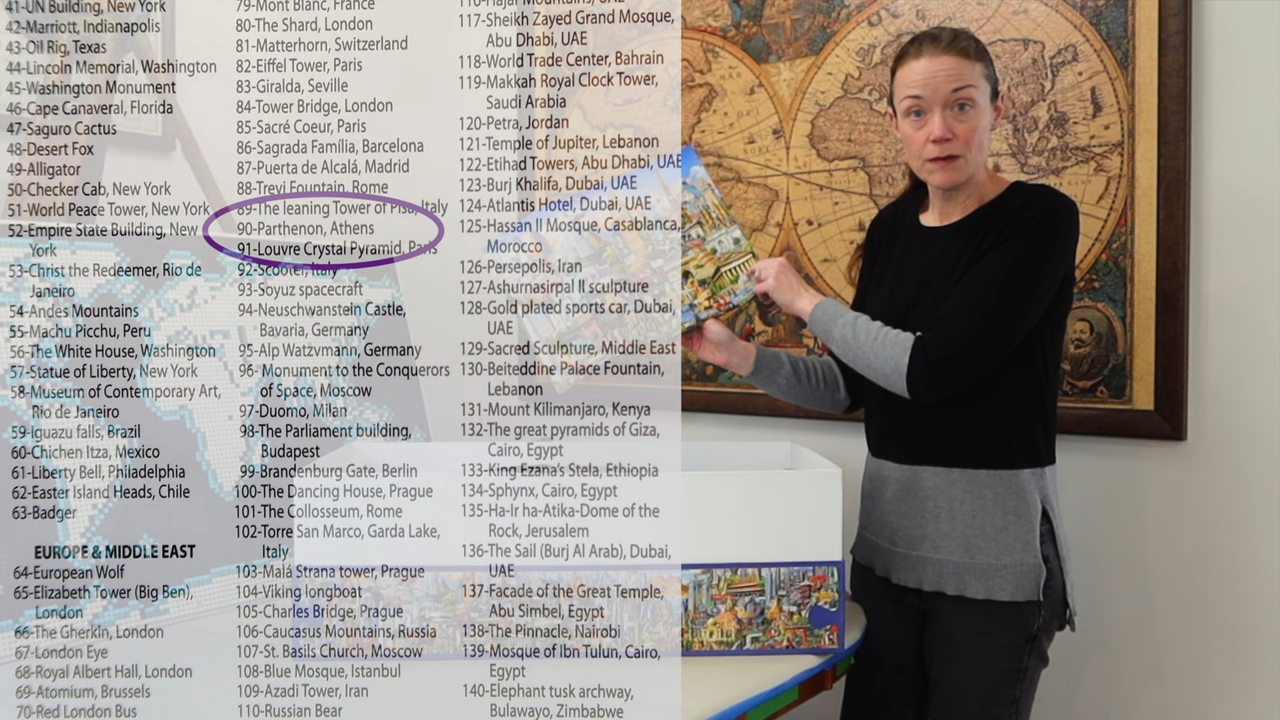 41-UN Building, New York
42-Marriott, Indianapolis
43-Oil Rig, Texas
44-Lincoln Memorial, Washington
45-Washington Monument
46-Cape Canaveral, Florida
47-Saguro Cactus
48-Desert Fox
49-Alligator
50-Checker Cab, New York
51-World Peace Tower, New York
52-Empire State Building, New
York
53-Christ the Redeemer, Rio de
Janeiro
54-Andes Mountains
55-Machu Picchu, Peru
56-The White House, Washington
57-Statue of Liberty, New York
58-Museum of Contemporary Art,
Rio de Janeiro
59-Iguazu falls, Brazil
60-Chichen Itza, Mexico
61-Liberty Bell, Philadelphia
62-Easter Island Heads, Chile
63-Badger
EUROPE & MIDDLE EAST
64-European Wolf
65-Elizabeth Tower (Big Ben),
London
66-The Gherkin, London
67-London Eye
68-Royal Albert Hall, London
69-Atomium, Brussels
70-Red London Bus
79-Mont Blanc, France
80-The Shard, London
81-Matterhorn, Switzerland
82-Eiffel Tower, Paris
83-Giralda, Seville
84-Tower Bridge, London
85-Sacré Coeur, Paris
86-Sagrada Família, Barcelona
87-Puerta de Alcalá, Madrid
88-Trevi Fountain, Rome
89-The leaning Tower of Pisa, Italy
90-Parthenon, Athens
91-Louvre Crystal Pyramid, Paris
92-Scooter, Italy
93-Soyuz spacecraft
94-Neuschwanstein Castle,
Bavaria, Germany
95-Alp Watzvmann, Germany
96- Monument to the Conquerors
of Space, Moscow
97-Duomo, Milan
98-The Parliament building,
Budapest
99-Brandenburg Gate, Berlin
100-The Dancing House, Prague
101-The Collosseum, Rome
102-Torre San Marco, Garda Lake,
Italy
103-Malá Strana tower, Prague
104-Viking longboat
105-Charles Bridge, Prague
106-Caucasus Mountains, Russia
107-St. Basils Church, Moscow
108-Blue Mosque, Istanbul
109-Azadi Tower, Iran
110-Russian Bear
116-Hajar Mountains, UAE
117-Sheikh Zayed Grand Mosque,
Abu Dhabi, UAE
118-World Trade Center, Bahrain
119-Makkah Royal Clock Tower,
Saudi Arabia
120-Petra, Jordan
121-Temple of Jupiter, Lebanon
122-Etihad Towers, Abu Dhabi, UAE
123-Burj Khalifa, Dubai, UAE
124-Atlantis Hotel, Dubai, UAE
125-Hassan II Mosque, Casablanca,
Morocco
126-Persepolis, Iran
127-Ashurnasirpal II sculpture
128-Gold plated sports car, Dubai,
UAE
129-Sacred Sculpture, Middle East
130-Beiteddine Palace Fountain,
Lebanon
131-Mount Kilimanjaro, Kenya
132-The great pyramids of Giza,
Cairo, Egypt
133-King Ezana's Stela, Ethiopia
134-Sphynx, Cairo, Egypt
135-Ha-Ir ha-Atika-Dome of the
Rock, Jerusalem
136-The Sail (Burj Al Arab), Dubai,
UAE
137-Facade of the Great Temple,
Abu Simbel, Egypt
138-The Pinnacle, Nairobi
139-Mosque of Ibn Tulun, Cairo,
Egypt
140-Elephant tusk archway,
Bulawayo, Zimbabwe